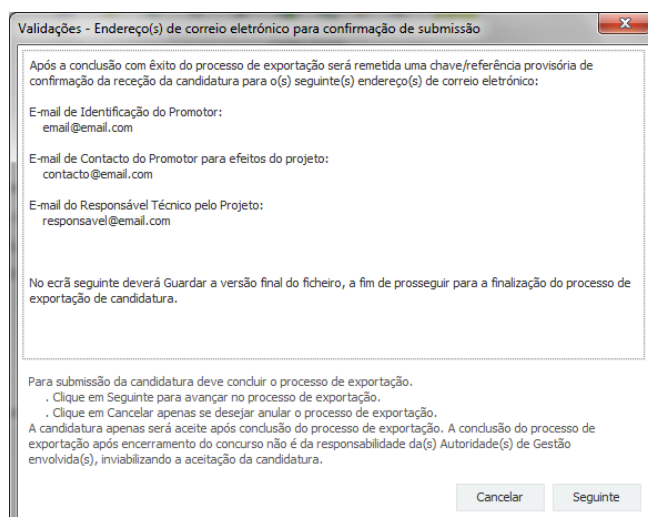 Validações - Endereço(s) de correio eletrónico para confirmação de submissão
Após a conclusão com êxito do processo de exportação será remetida uma chave/referência provisória de
confirmação da receção da candidatura para o(s) seguinte(s) endereço(s) de correio eletrónico:
E-mail de Identificação do Promotor:
email@email.com
E-mail de Contacto do Promotor para efeitos do projeto:
contacto@email.com
E-mail do Responsável Técnico pelo Projeto:
responsavel@email.com
No ecrã seguinte deverá Guardar a versão final do ficheiro, a fim de prosseguir para a finalização do processo de
exportação de candidatura.
Para submissão da candidatura deve concluir o processo de exportação.
. Clique em Seguinte para avançar no processo de exportação.
. Clique em Cancelar apenas se desejar anular o processo de exportação.
A candidatura apenas será aceite após conclusão do processo de exportação. A conclusão do processo de
exportação após encerramento do concurso não é da responsabilidade da(s) Autoridade(s) de Gestão
envolvida(s), inviabilizando a aceitação da candidatura.
Cancelar Seguinte